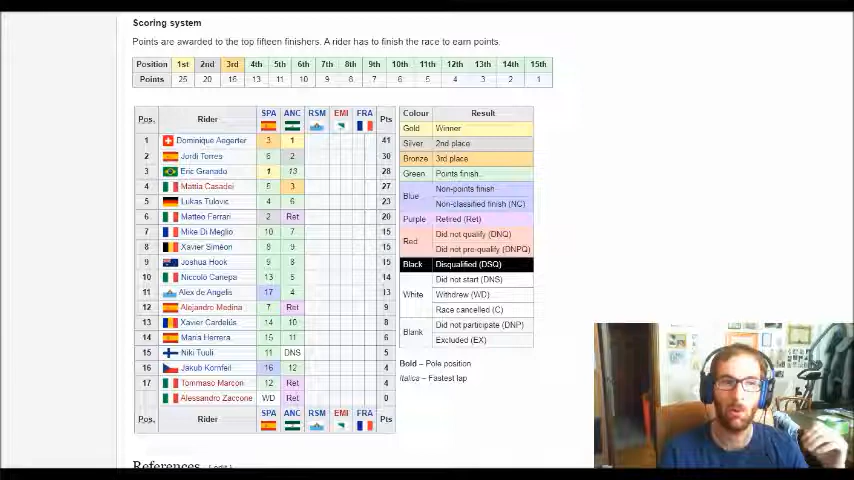 Scoring system
Points are awarded to the top fifteen finishers. A rider has to finish the race to earn points.
Position 1st 2nd 3rd 4th 5th 6th 7th 8th 9th 10th 11th 12th 13th 14th 15th
Points 25 20 16 13 11 10 9 8 7 6 5 4 3 2 1
Pos. Rider SPA ANC RSM EMI FRA Pts
1 Dominique Aegerter 3 1 41
2 Jordi Torres 6 2 30
3 Eric Granado 1 13 28
4 Mattia Casadei 5 3 27
5 Lukas Tulovic 4 6 23
6 Matteo Ferrari 2 Ret 20
7 Mike Di Meglio 10 7 15
8 Xavier Siméon 8 9 15
9 Joshua Hook 9 8 15
10 Niccolò Canepa 13 5 14
11 Alex de Angelis 17 4 13
12 Alejandro Medina 7 Ret 9
13 Xavier Cardelús 14 10 8
14 María Herrera 15 11 6
15 Niki Tuuli 11 DNS 5
16 Jakub Kornfeil 16 12 4
17 Tommaso Marcon 12 Ret 4
Alessandro Zaccone WD Ret 0
Pos. Rider SPA ANC RSM EMI FRA Pts
Colour Result
Gold Winner
Silver 2nd place
Bronze 3rd place
Green Points finish
Blue Non-points finish
Non-classified finish (NC)
Purple Retired (Ret)
Red Did not qualify (DNQ)
Did not pre-qualify (DNPQ)
Black Disqualified (DSQ)
White Did not start (DNS)
Withdrew (WD)
Race cancelled (C)
Blank Did not participate (DNP)
Excluded (EX)
Bold – Pole position
Italics – Fastest lap
References [ edit ]